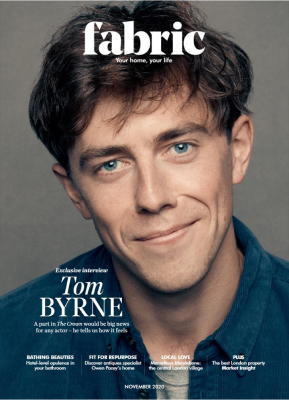 fabric
Your home, your life
Exclusive interview
Tom
BYRNE
A part in The Crown would be big news
for any actor – he tells us how it feels
BATHING BEAUTIES
Hotel-level opulence in
your bathroom
FIT FOR REPURPOSE
Discover antiques specialist
Owen Pacey's home
LOCAL LOVE
Marvellous Marylebone:
the central London village
PLUS
The best London property
Market Insight
NOVEMBER 2020